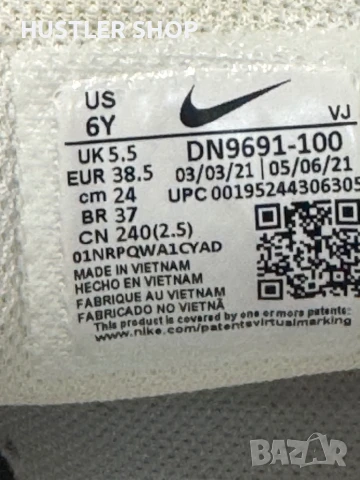 HUSTLER SHOP
US
6Y
VJ
UK 5.5
EUR 38.5
cm 24
BR 37
CN 240(2.5)
DN9691-100
03/03/21 05/06/21
UPC 00195244306305
01NRPQWA1CYAD
MADE IN VIETNAM
HECHO EN VIETNAM
FABRIQUE AU VIETNAM
FABRICADO NO VIETNÃ
This product is covered by one or more patents
www.nike.com/patentsvirtualmarking
bazar